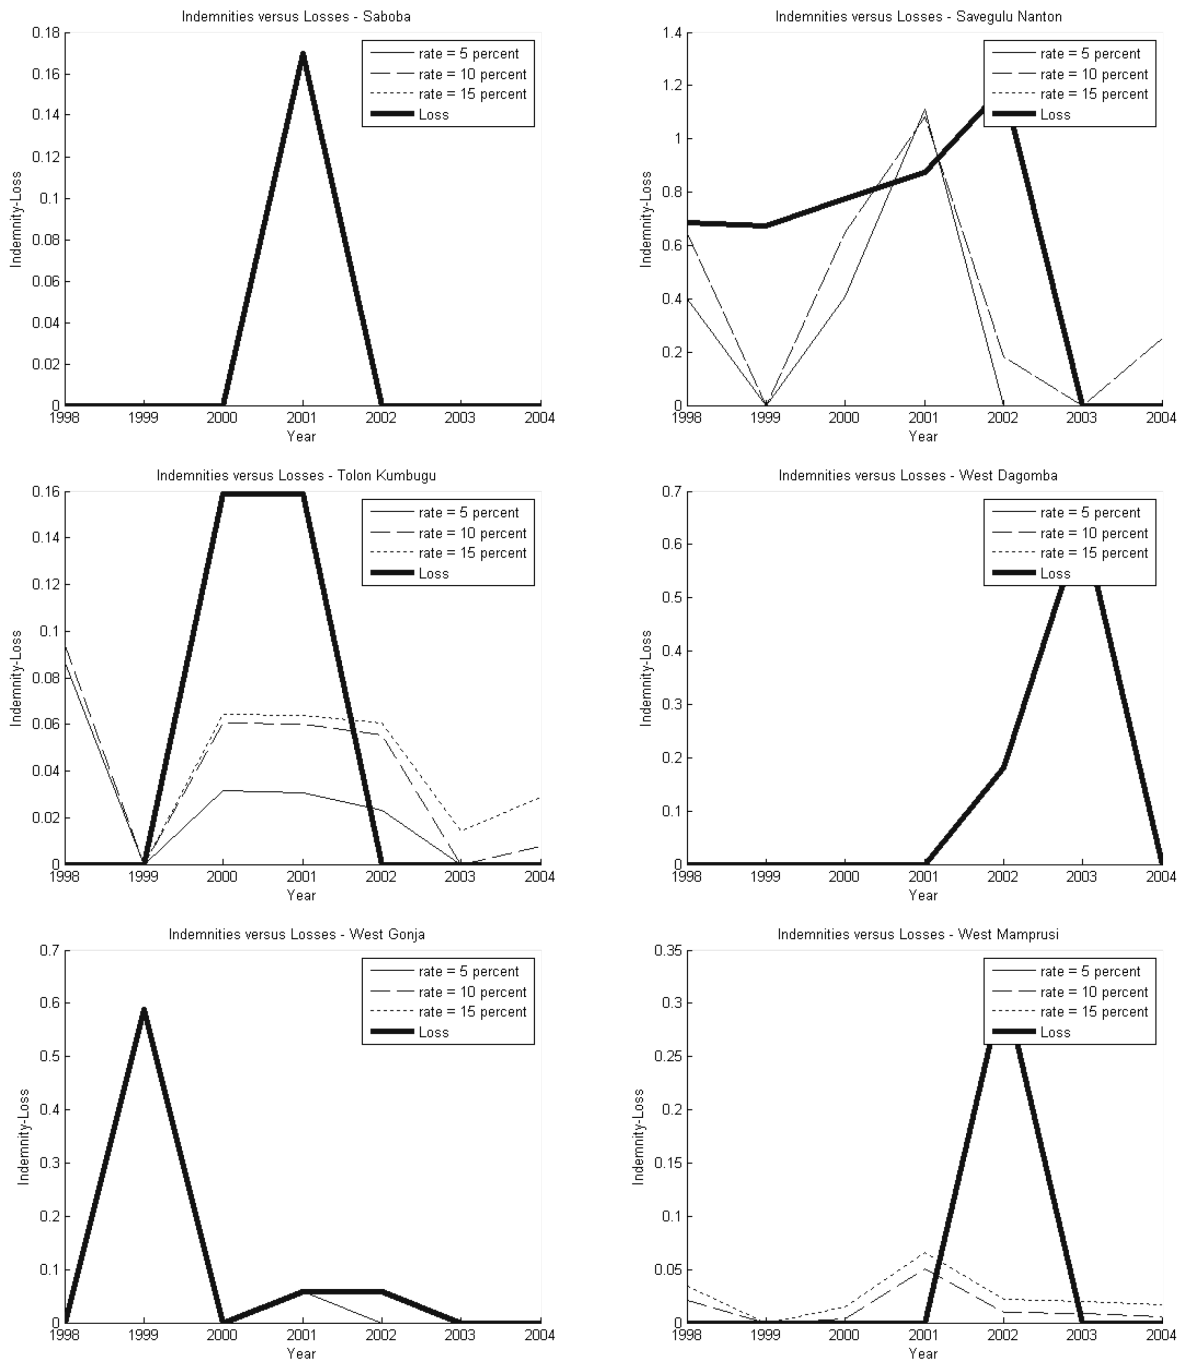 Indemnities versus Losses - Saboba
0.18
0.16
0.14
0.12
0.1
0.08
0.06
0.04
0.02
0
Indemnity-Loss
rate = 5 percent
rate = 10 percent
rate = 15 percent
Loss
1998 1999 2000 2001 2002 2003 2004
Year
Indemnities versus Losses - Savegulu Nanton
1.4
1.2
1
0.8
0.6
0.4
0.2
0
Indemnity-Loss
rate = 5 percent
rate = 10 percent
rate = 15 percent
Loss
1998 1999 2000 2001 2002 2003 2004
Year
Indemnities versus Losses - Tolon Kumbugu
0.16
0.14
0.12
0.1
0.08
0.06
0.04
0.02
0
Indemnity-Loss
rate = 5 percent
rate = 10 percent
rate = 15 percent
Loss
1998 1999 2000 2001 2002 2003 2004
Year
Indemnities versus Losses - West Dagomba
0.7
0.6
0.5
0.4
0.3
0.2
0.1
0
Indemnity-Loss
rate = 5 percent
rate = 10 percent
rate = 15 percent
Loss
1998 1999 2000 2001 2002 2003 2004
Year
Indemnities versus Losses - West Gonja
0.7
0.6
0.5
0.4
0.3
0.2
0.1
0
Indemnity-Loss
rate = 5 percent
rate = 10 percent
rate = 15 percent
Loss
1998 1999 2000 2001 2002 2003 2004
Year
Indemnities versus Losses - West Mamprusi
0.35
0.3
0.25
0.2
0.15
0.1
0.05
0
Indemnity-Loss
rate = 5 percent
rate = 10 percent
rate = 15 percent
Loss
1998 1999 2000 2001 2002 2003 2004
Year